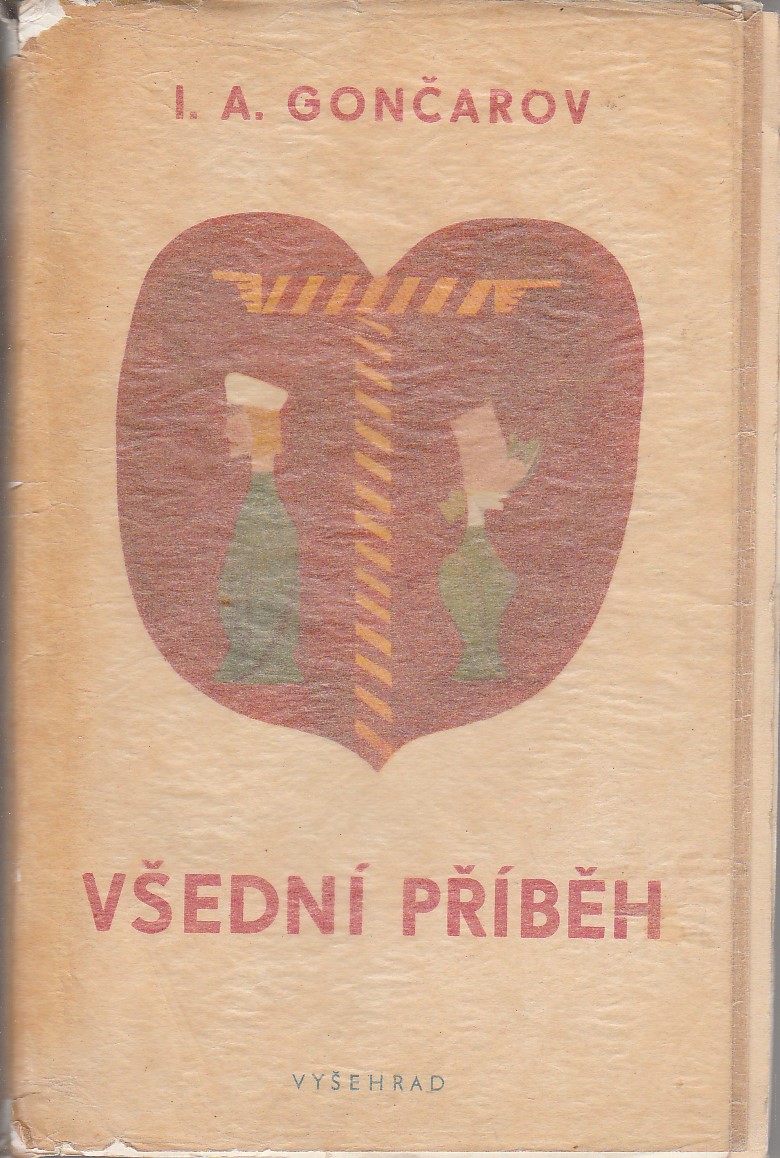 I. A. GONČAROV
VŠEDNÍ PŘÍBĚH
VYŠEHRAD